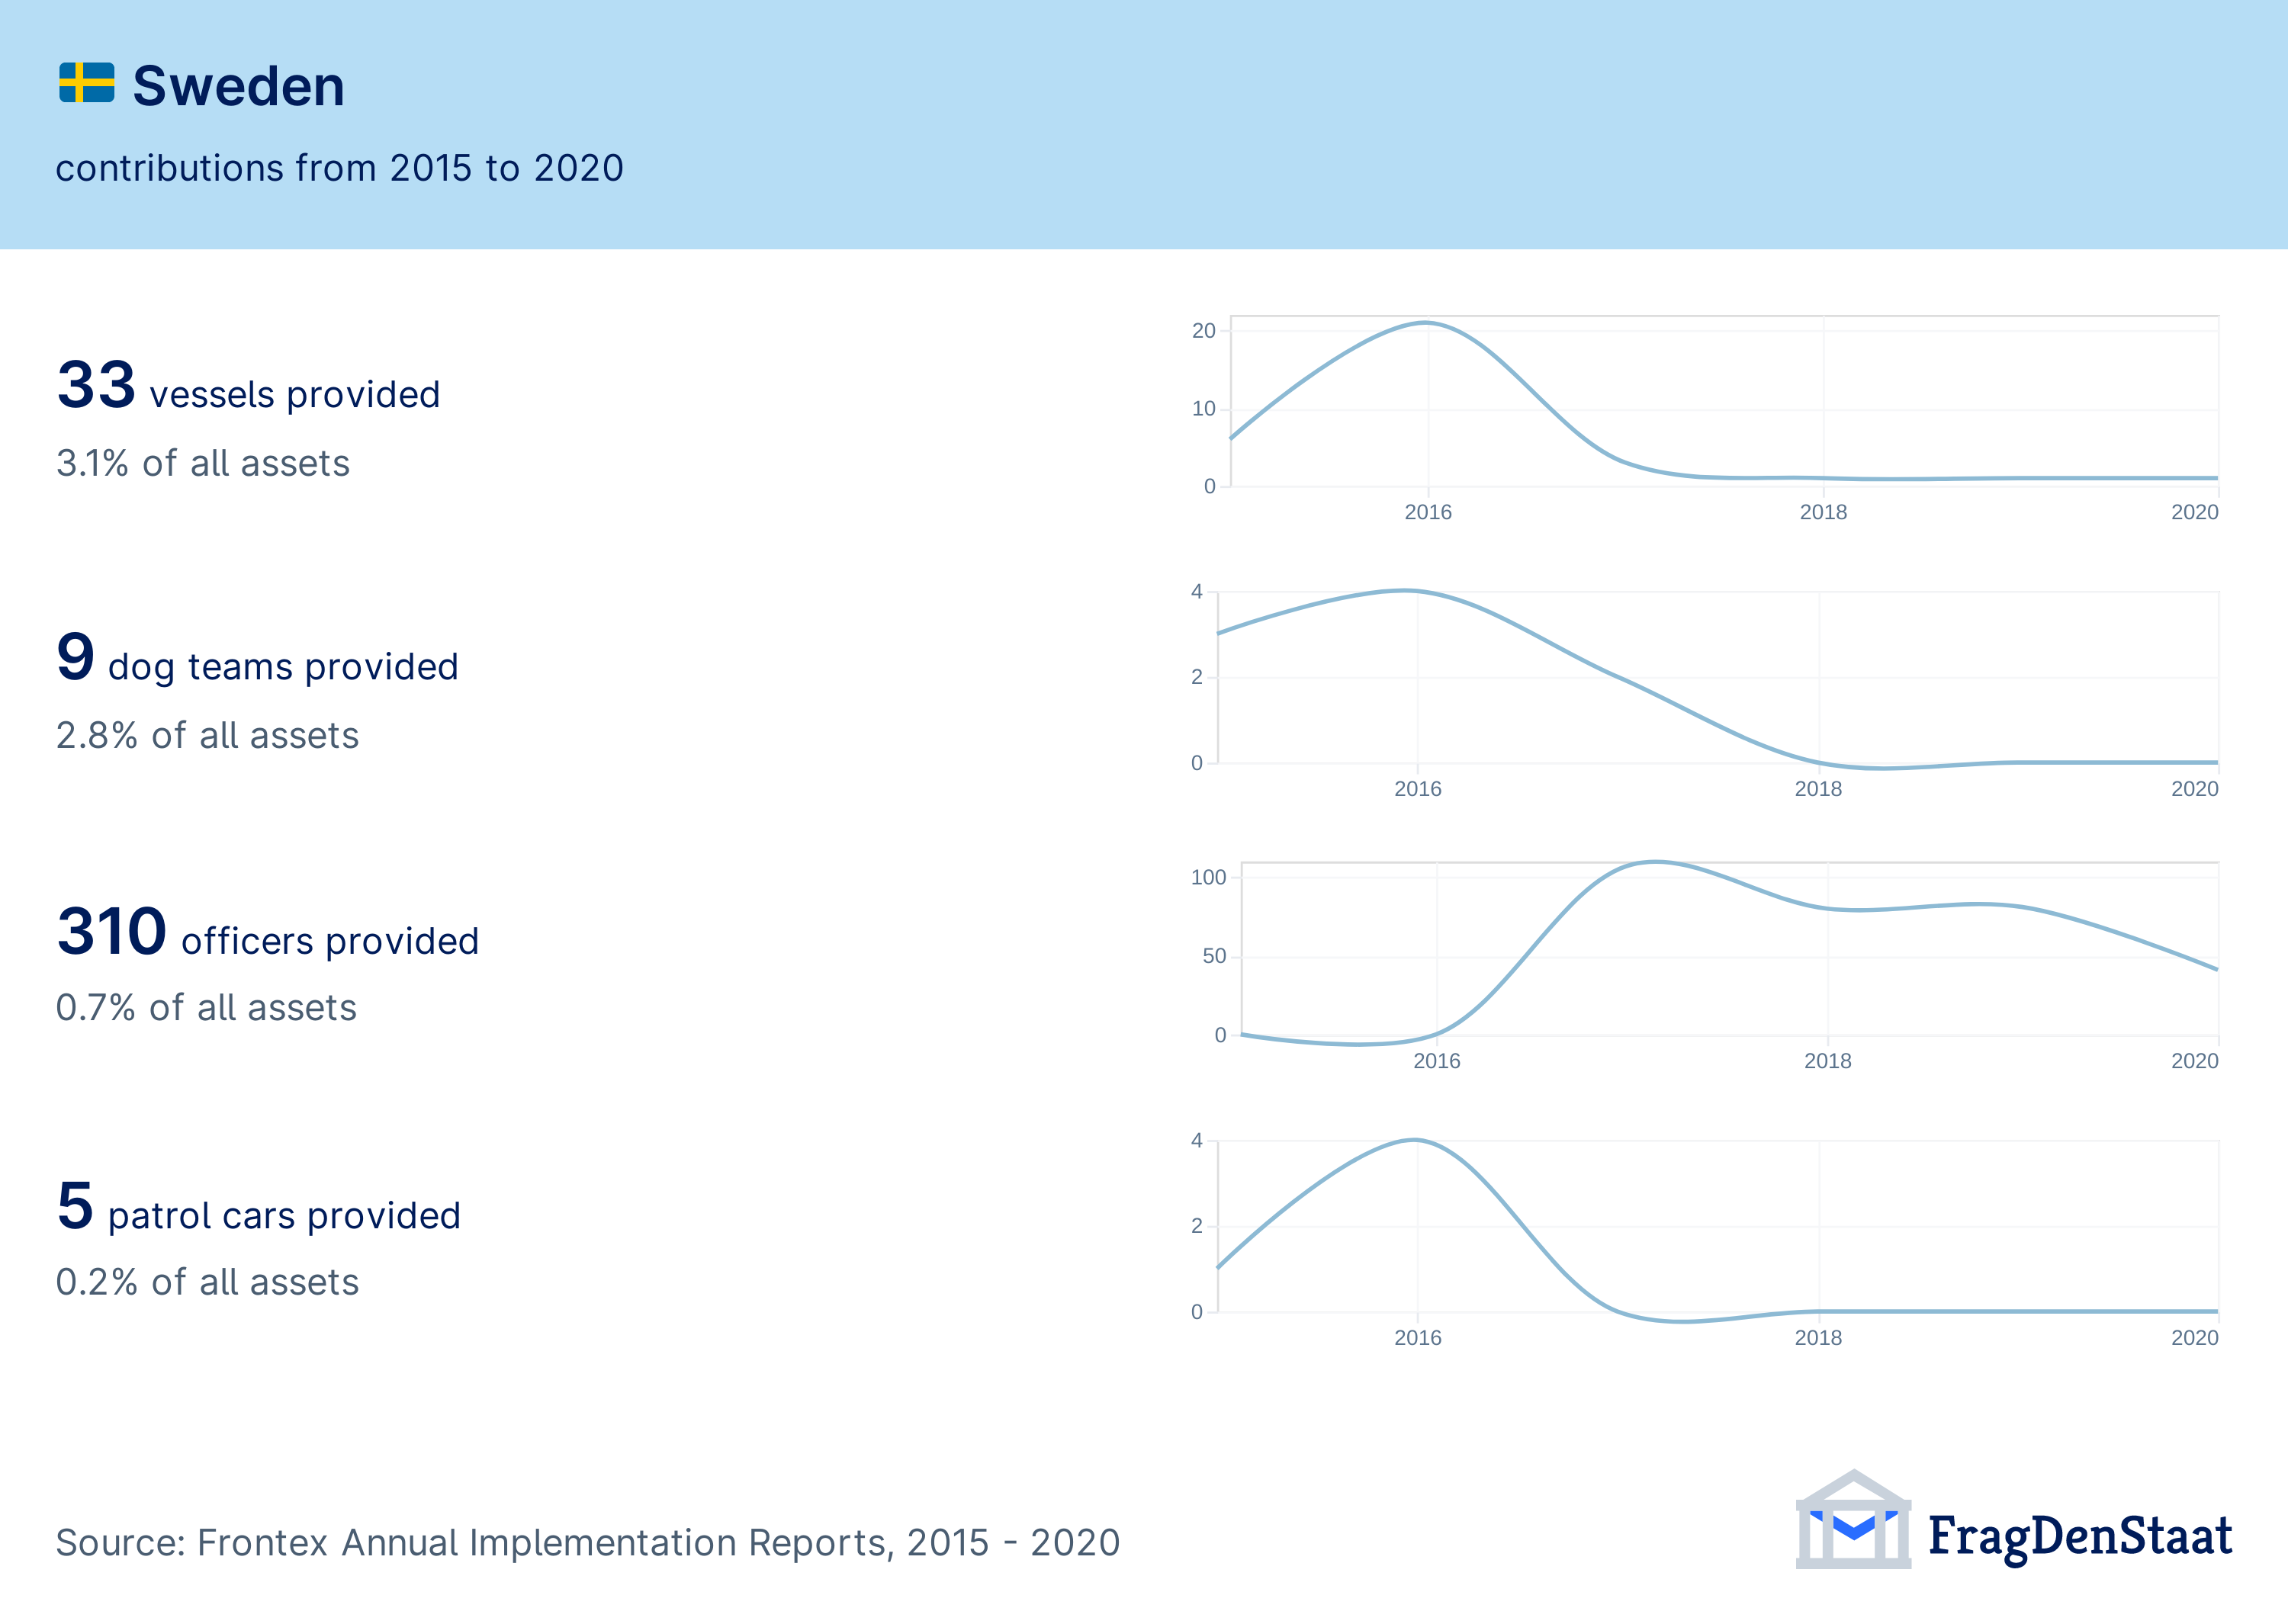 Sweden
contributions from 2015 to 2020
33 vessels provided
3.1% of all assets
20
10
0
2016 2018 2020
9 dog teams provided
2.8% of all assets
4
2
0
2016 2018 2020
310 officers provided
0.7% of all assets
100
50
0
2016 2018 2020
5 patrol cars provided
0.2% of all assets
4
2
0
2016 2018 2020
Source: Frontex Annual Implementation Reports, 2015 - 2020
FragDenStaat